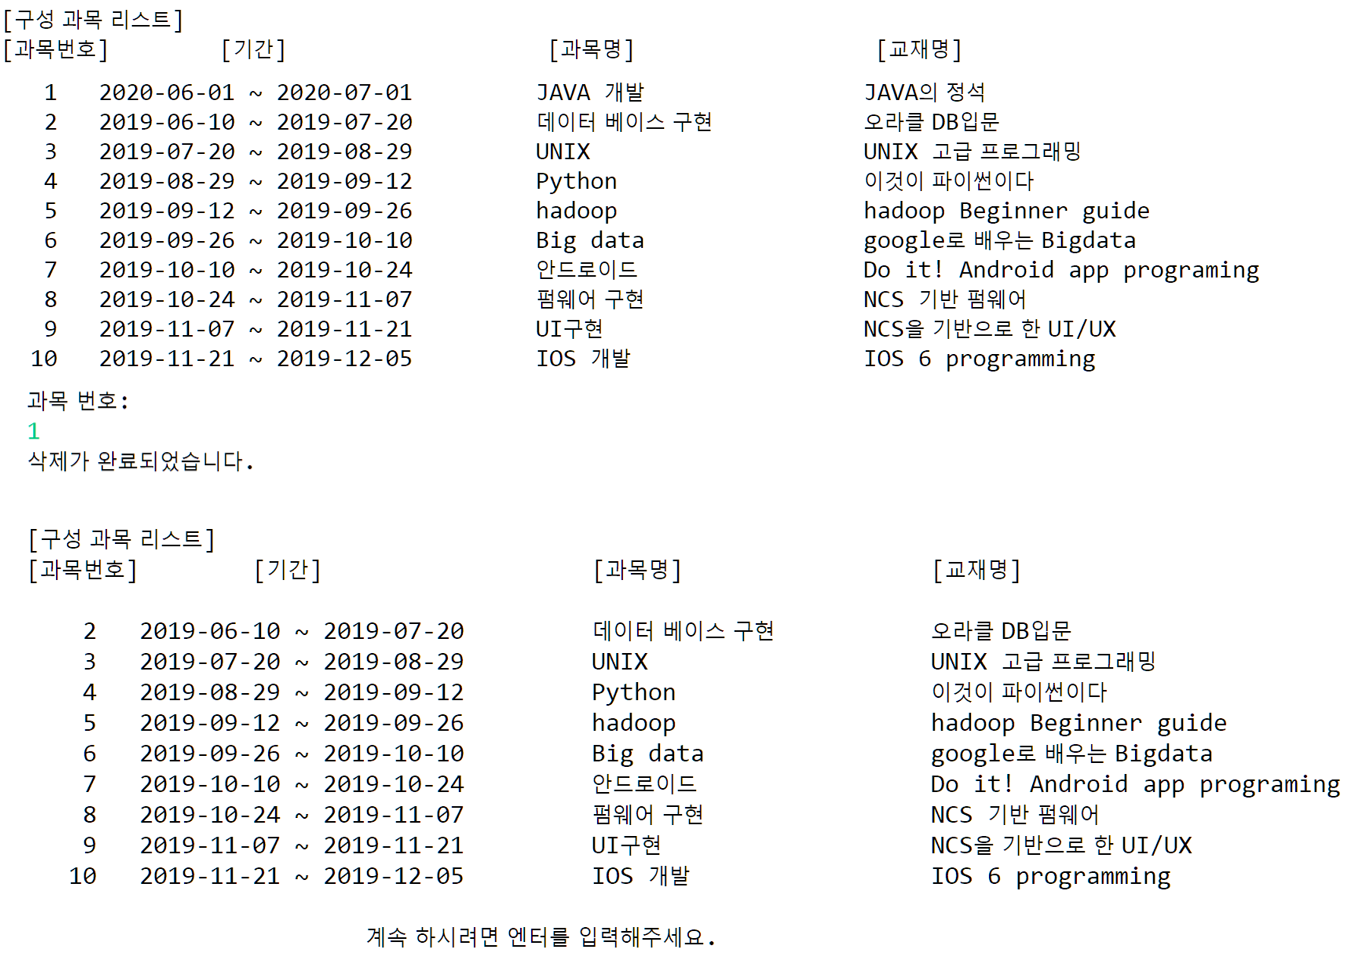 [구성 과목 리스트]
[과목번호] [기간] [과목명] [교재명]
1 2020-06-01 ~ 2020-07-01 JAVA 개발 JAVA의 정석
2 2019-06-10 ~ 2019-07-20 데이터 베이스 구현 오라클 DB입문
3 2019-07-20 ~ 2019-08-29 UNIX UNIX 고급 프로그래밍
4 2019-08-29 ~ 2019-09-12 Python 이것이 파이썬이다
5 2019-09-12 ~ 2019-09-26 hadoop hadoop Beginner guide
6 2019-09-26 ~ 2019-10-10 Big data google로 배우는 Bigdata
7 2019-10-10 ~ 2019-10-24 안드로이드 Do it! Android app programing
8 2019-10-24 ~ 2019-11-07 펌웨어 구현 NCS 기반 펌웨어
9 2019-11-07 ~ 2019-11-21 UI구현 NCS을 기반으로 한 UI/UX
10 2019-11-21 ~ 2019-12-05 IOS 개발 IOS 6 programming
과목 번호:
1
삭제가 완료되었습니다.
[구성 과목 리스트]
[과목번호] [기간] [과목명] [교재명]
2 2019-06-10 ~ 2019-07-20 데이터 베이스 구현 오라클 DB입문
3 2019-07-20 ~ 2019-08-29 UNIX UNIX 고급 프로그래밍
4 2019-08-29 ~ 2019-09-12 Python 이것이 파이썬이다
5 2019-09-12 ~ 2019-09-26 hadoop hadoop Beginner guide
6 2019-09-26 ~ 2019-10-10 Big data google로 배우는 Bigdata
7 2019-10-10 ~ 2019-10-24 안드로이드 Do it! Android app programing
8 2019-10-24 ~ 2019-11-07 펌웨어 구현 NCS 기반 펌웨어
9 2019-11-07 ~ 2019-11-21 UI구현 NCS을 기반으로 한 UI/UX
10 2019-11-21 ~ 2019-12-05 IOS 개발 IOS 6 programming
계속 하시려면 엔터를 입력해주세요.